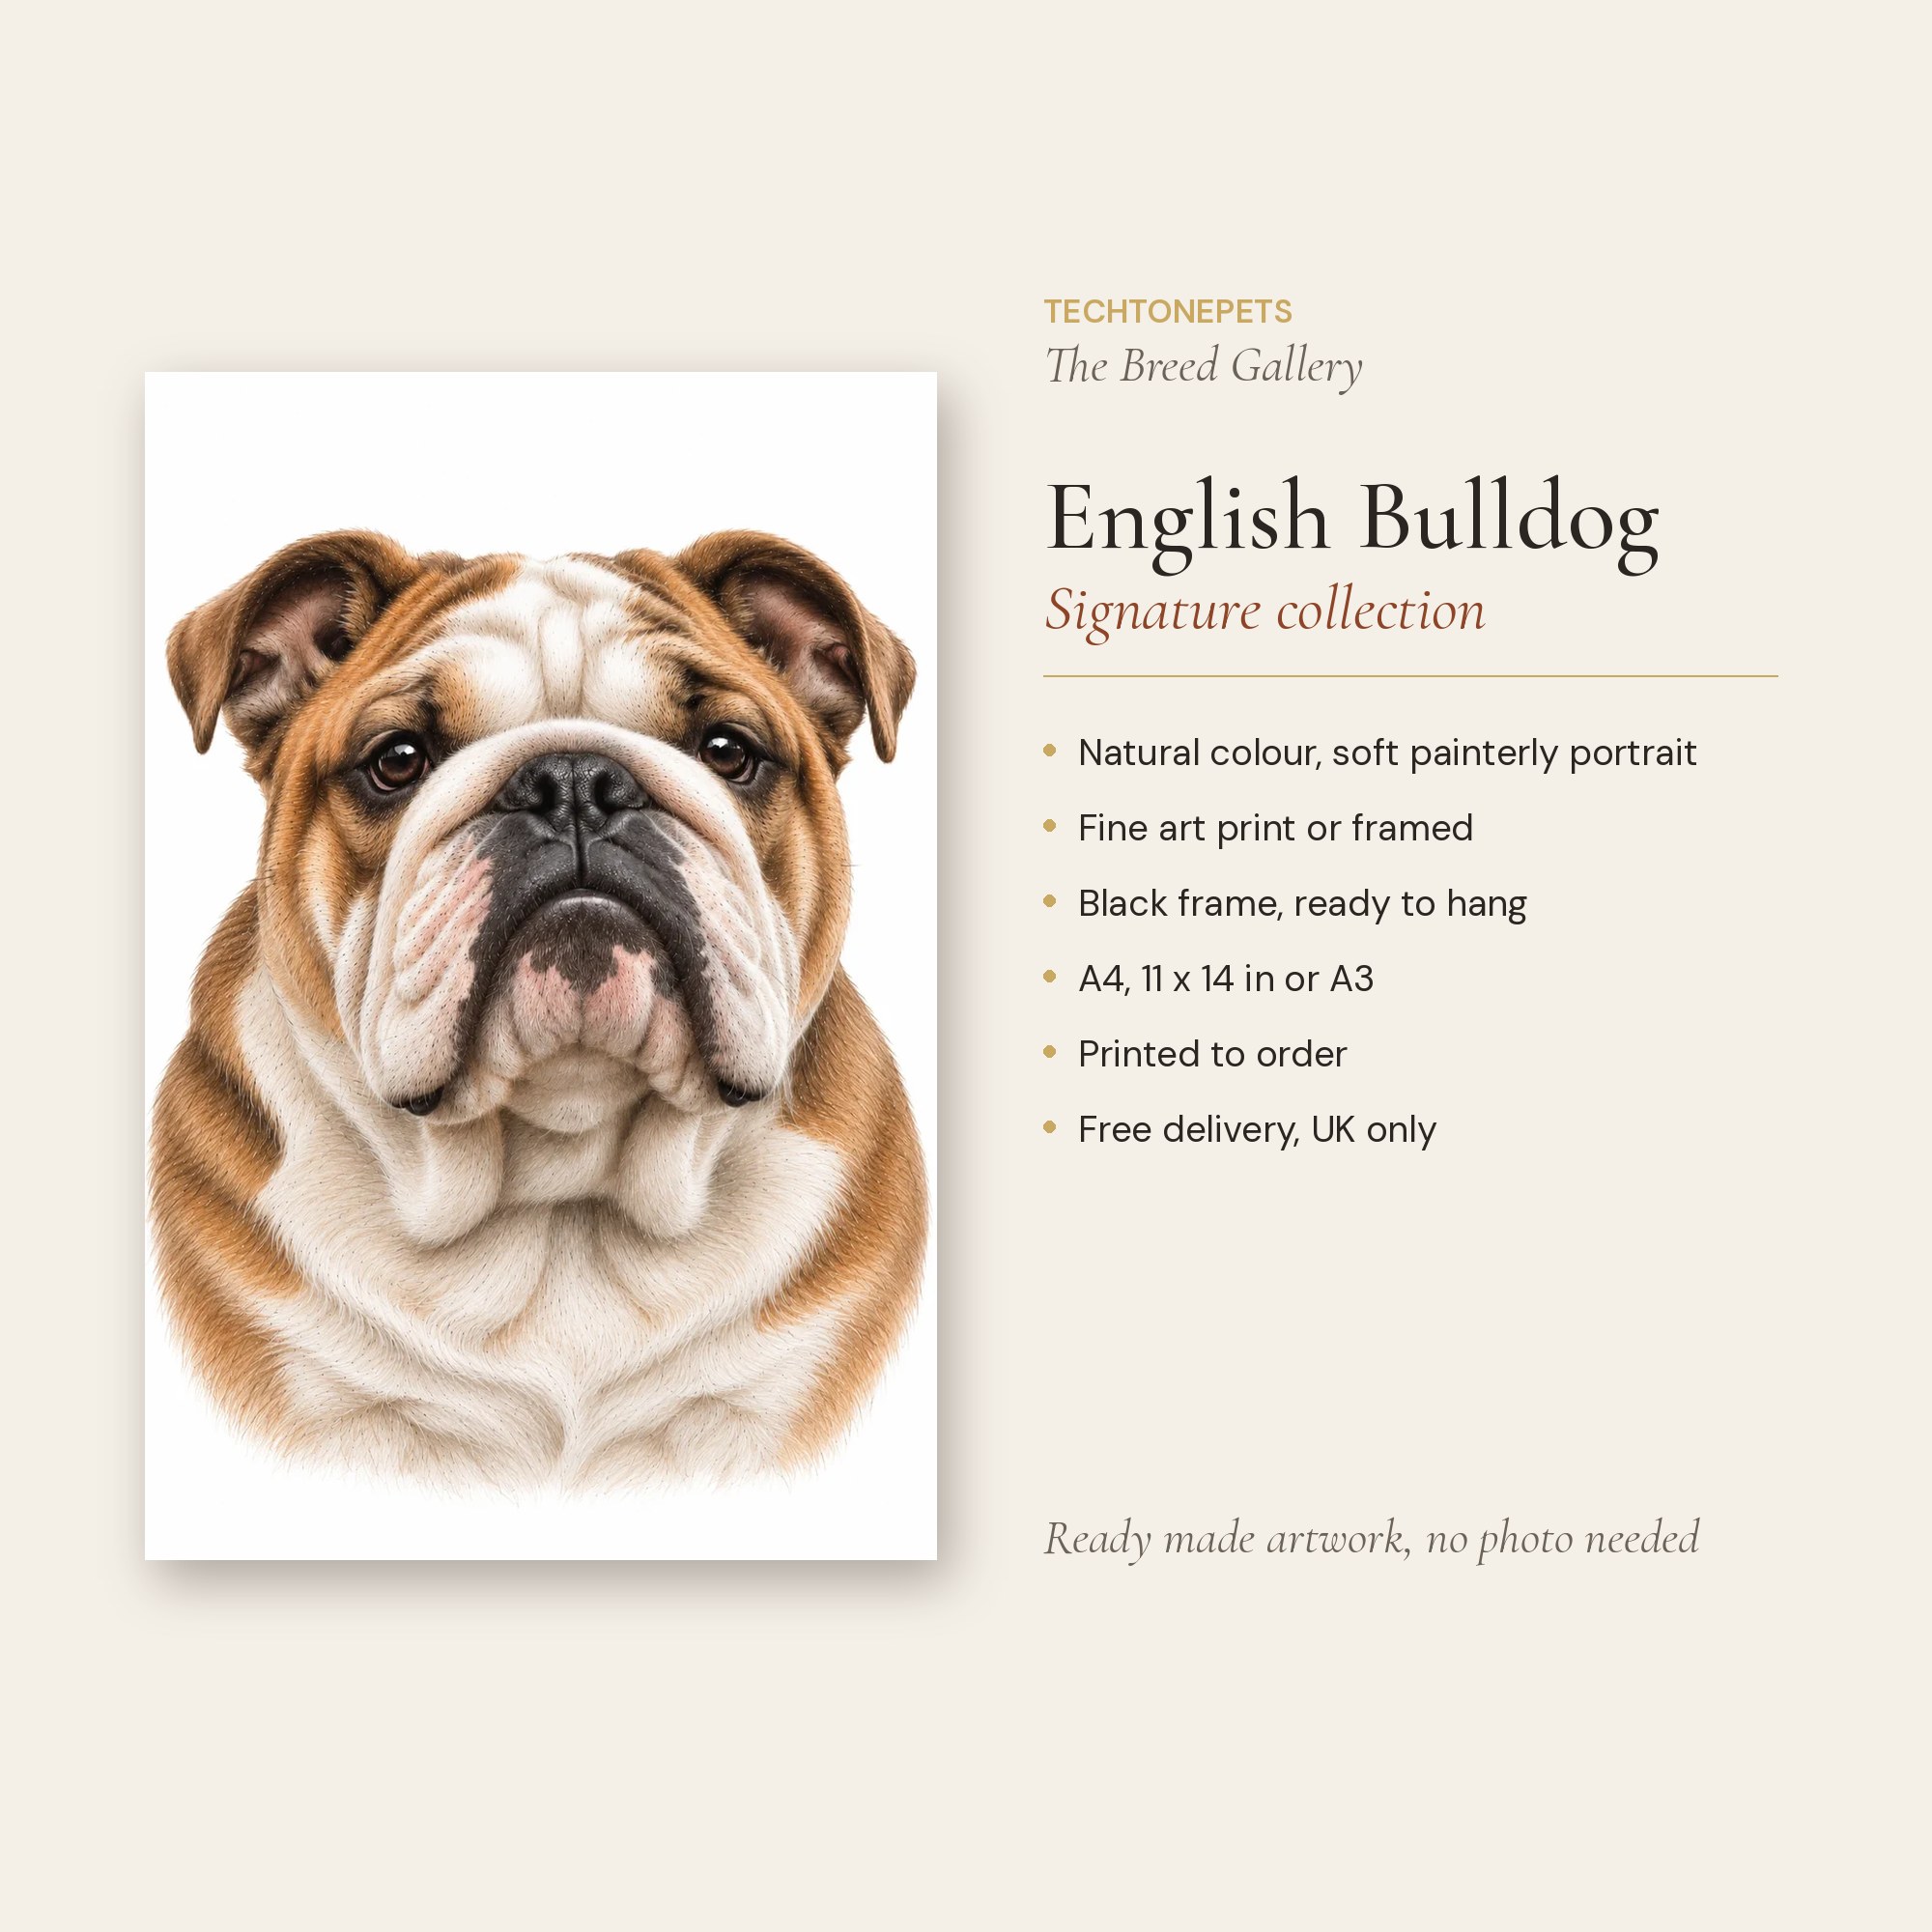 TECHTONEPETS
The Breed Gallery
English Bulldog
Signature collection
Natural colour, soft painterly portrait
Fine art print or framed
Black frame, ready to hang
A4, 11 x 14 in or A3
Printed to order
Free delivery, UK only
Ready made artwork, no photo needed